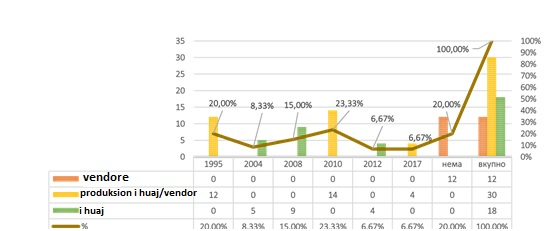 35 100%
30 90%
25 80%
20 70%
15 60%
10 50%
5 40%
0 30%
20%
10%
0%
100,00%
20,00% 8,33% 15,00% 23,33% 6,67% 6,67% 20,00%
1995 2004 2008 2010 2012 2017 нема вкупно
vendore 0 0 0 0 0 0 12 12
produksion i huaj/vendor 12 0 0 14 0 4 0 30
i huaj 0 5 9 0 4 0 0 18
% 20.00% 8.33% 15.00% 23.33% 6.67% 6.67% 20.00% 100.00%